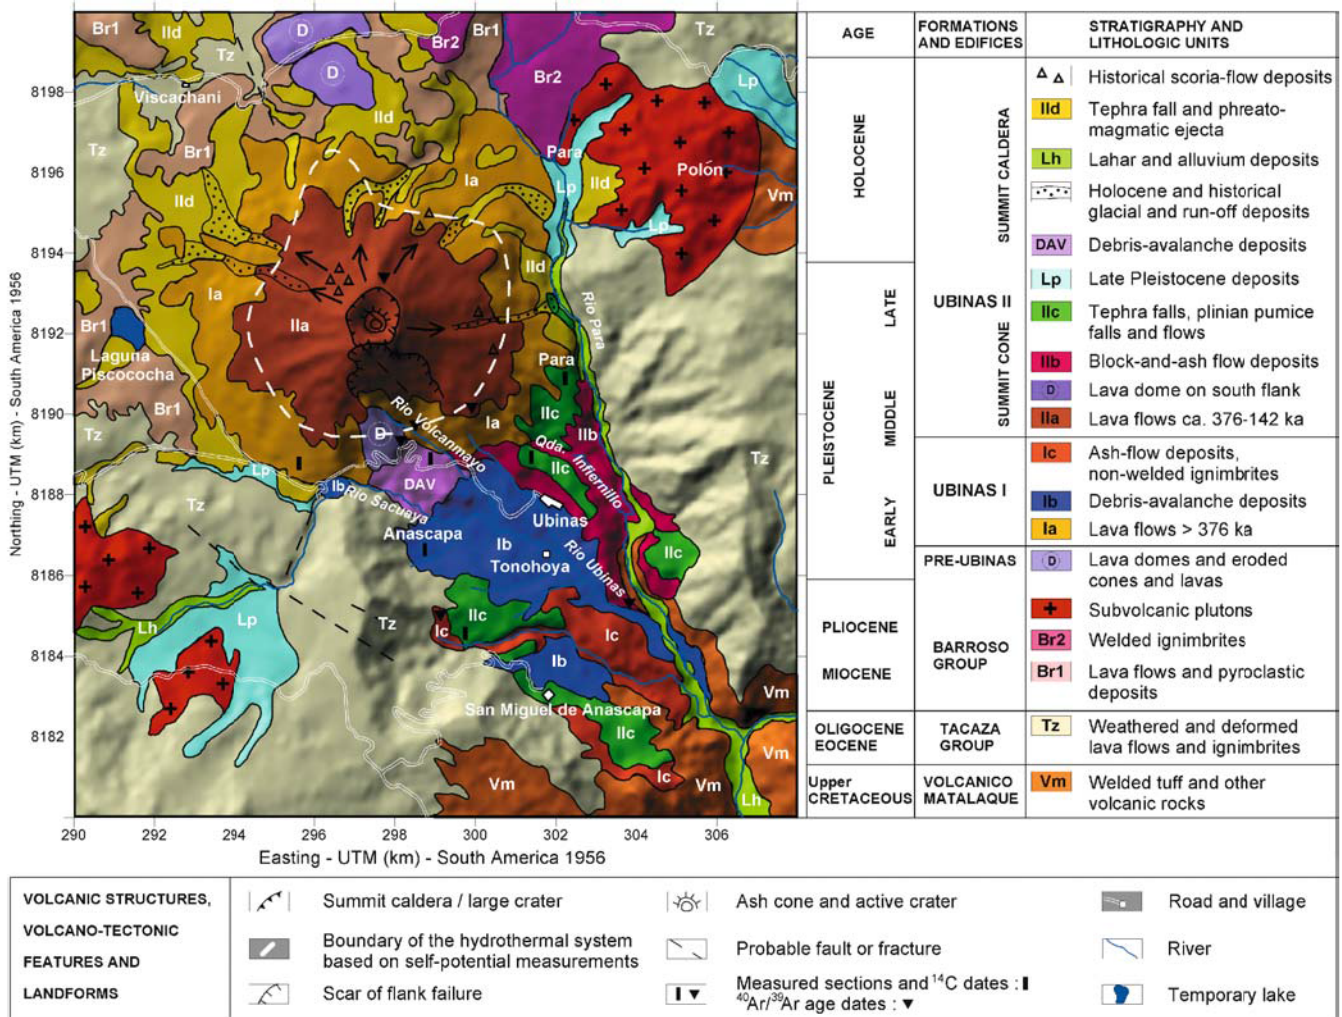 Br1
IId
Tz
D
Br2
Br1
Tz
D
Br2
Lp
8198
Viscachani
IId
Tz
Br1
Para
Polón
8196
Ia
Lp
IId
Vm
IId
Lp
8194
IId
Ia
Rio Para
IIa
8192
Br1
Laguna
Piscococha
Para
Br1
8190
Rio Volcanmayo
IIc
Ia
IIb
Tz
D
Qda. Infiernillo
IIc
Tz
Lp
DAV
8188
Ib
Rio Sacuaya
Tz
Ubinas
Anascapa
Ib
Tonohoya
Rio Ubinas
IIc
8186
Lh
Lp
Tz
IIc
Ic
Ic
8184
Ib
Vm
San Miguel de Anascapa
8182
IIc
Vm
Vm
Ic
Vm
Lh
290 292 294 296 298 300 302 304 306
Easting - UTM (km) - South America 1956
Northing - UTM (km) - South America 1956
AGE
FORMATIONS
AND EDIFICES
STRATIGRAPHY AND
LITHOLOGIC UNITS
HOLOCENE
PLEISTOCENE
LATE
MIDDLE
EARLY
PLIOCENE
MIOCENE
OLIGOCENE
EOCENE
Upper
CRETACEOUS
UBINAS II
SUMMIT CALDERA
SUMMIT CONE
UBINAS I
PRE-UBINAS
BARROSO
GROUP
TACAZA
GROUP
VOLCANICO
MATALAQUE
Historical scoria-flow deposits
IId Tephra fall and phreato-
magmatic ejecta
Lh Lahar and alluvium deposits
Holocene and historical
glacial and run-off deposits
DAV Debris-avalanche deposits
Lp Late Pleistocene deposits
IIc Tephra falls, plinian pumice
falls and flows
IIb Block-and-ash flow deposits
D Lava dome on south flank
IIa Lava flows ca. 376-142 ka
Ic Ash-flow deposits,
non-welded ignimbrites
Ib Debris-avalanche deposits
Ia Lava flows > 376 ka
D Lava domes and eroded
cones and lavas
Subvolcanic plutons
Br2 Welded ignimbrites
Br1 Lava flows and pyroclastic
deposits
Tz Weathered and deformed
lava flows and ignimbrites
Vm Welded tuff and other
volcanic rocks
VOLCANIC STRUCTURES,
VOLCANO-TECTONIC
FEATURES AND
LANDFORMS
Summit caldera / large crater
Boundary of the hydrothermal system
based on self-potential measurements
Scar of flank failure
Ash cone and active crater
Probable fault or fracture
Measured sections and ¹⁴C dates :
⁴⁰Ar/³⁹Ar age dates :
Road and village
River
Temporary lake